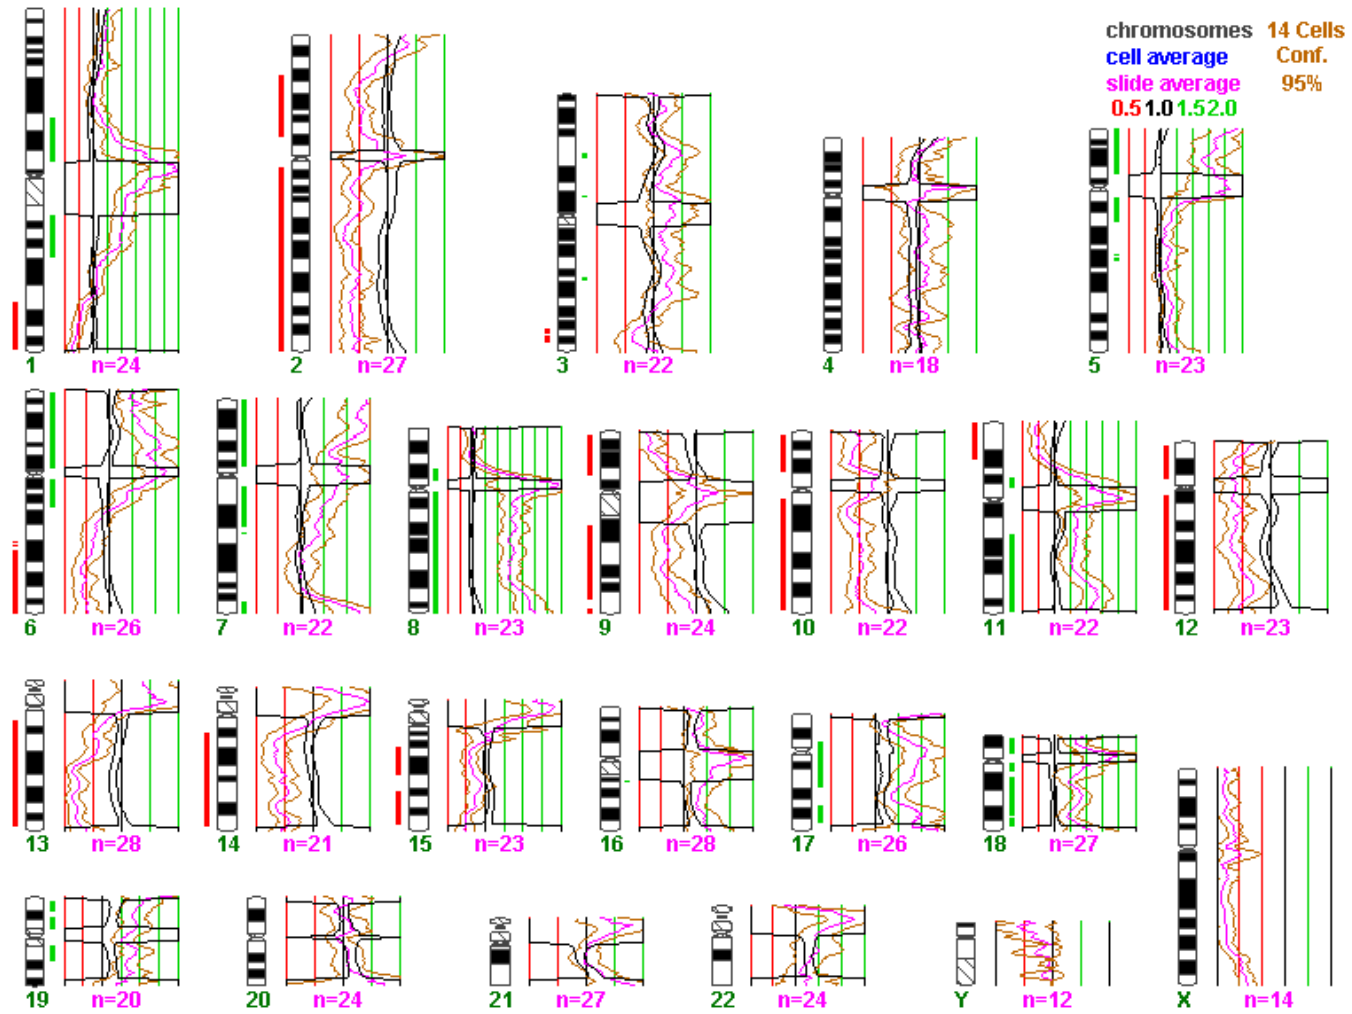 chromosomes 14 Cells
cell average Conf.
slide average 95%
0.5 1.0 1.5 2.0
1 n=24
2 n=27
3 n=22
4 n=18
5 n=23
6 n=26
7 n=22
8 n=23
9 n=24
10 n=22
11 n=22
12 n=23
13 n=28
14 n=21
15 n=23
16 n=28
17 n=26
18 n=27
19 n=20
20 n=24
21 n=27
22 n=24
Y n=12
X n=14